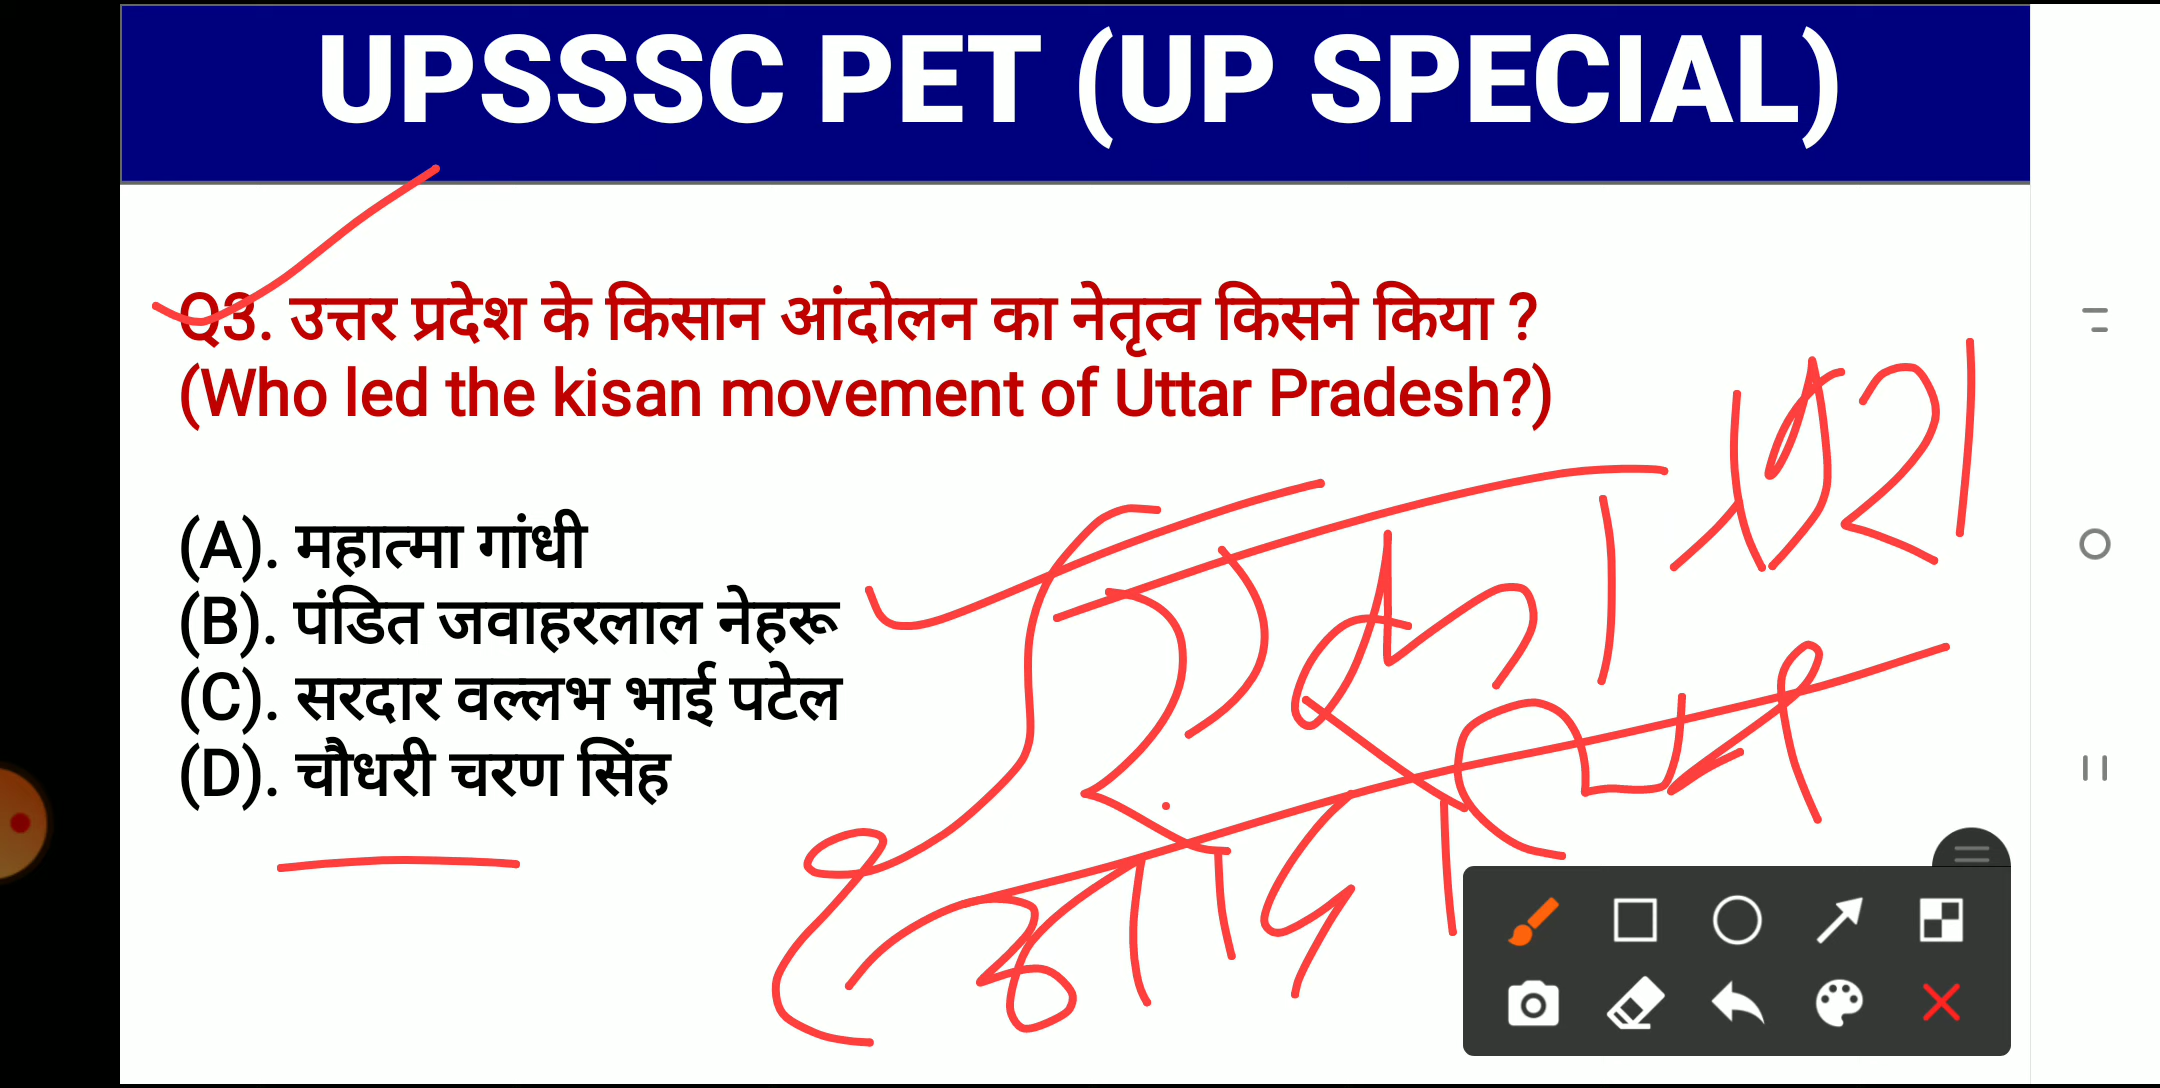 UPSSSC PET (UP SPECIAL)
Q3. उत्तर प्रदेश के किसान आंदोलन का नेतृत्व किसने किया ?
(Who led the kisan movement of Uttar Pradesh?)
(A). महात्मा गांधी
(B). पंडित जवाहरलाल नेहरू
(C). सरदार वल्लभ भाई पटेल
(D). चौधरी चरण सिंह